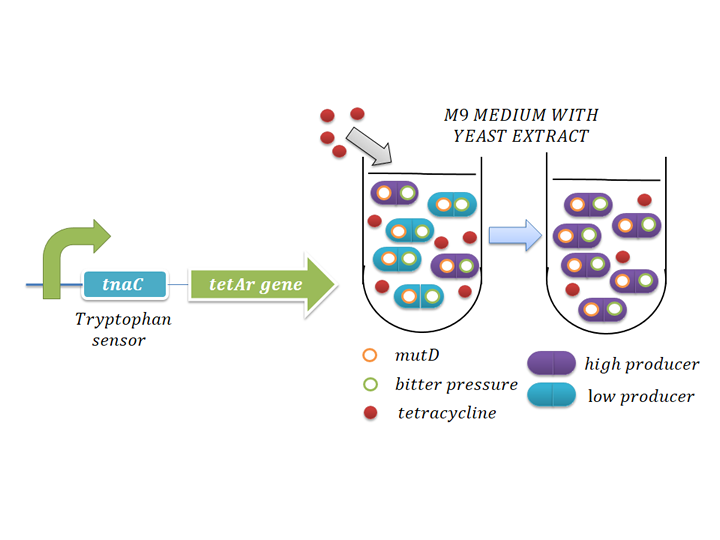 M9 MEDIUM WITH
YEAST EXTRACT
tnaC
tetAr gene
Tryptophan
sensor
mutD
bitter pressure
tetracycline
high producer
low producer